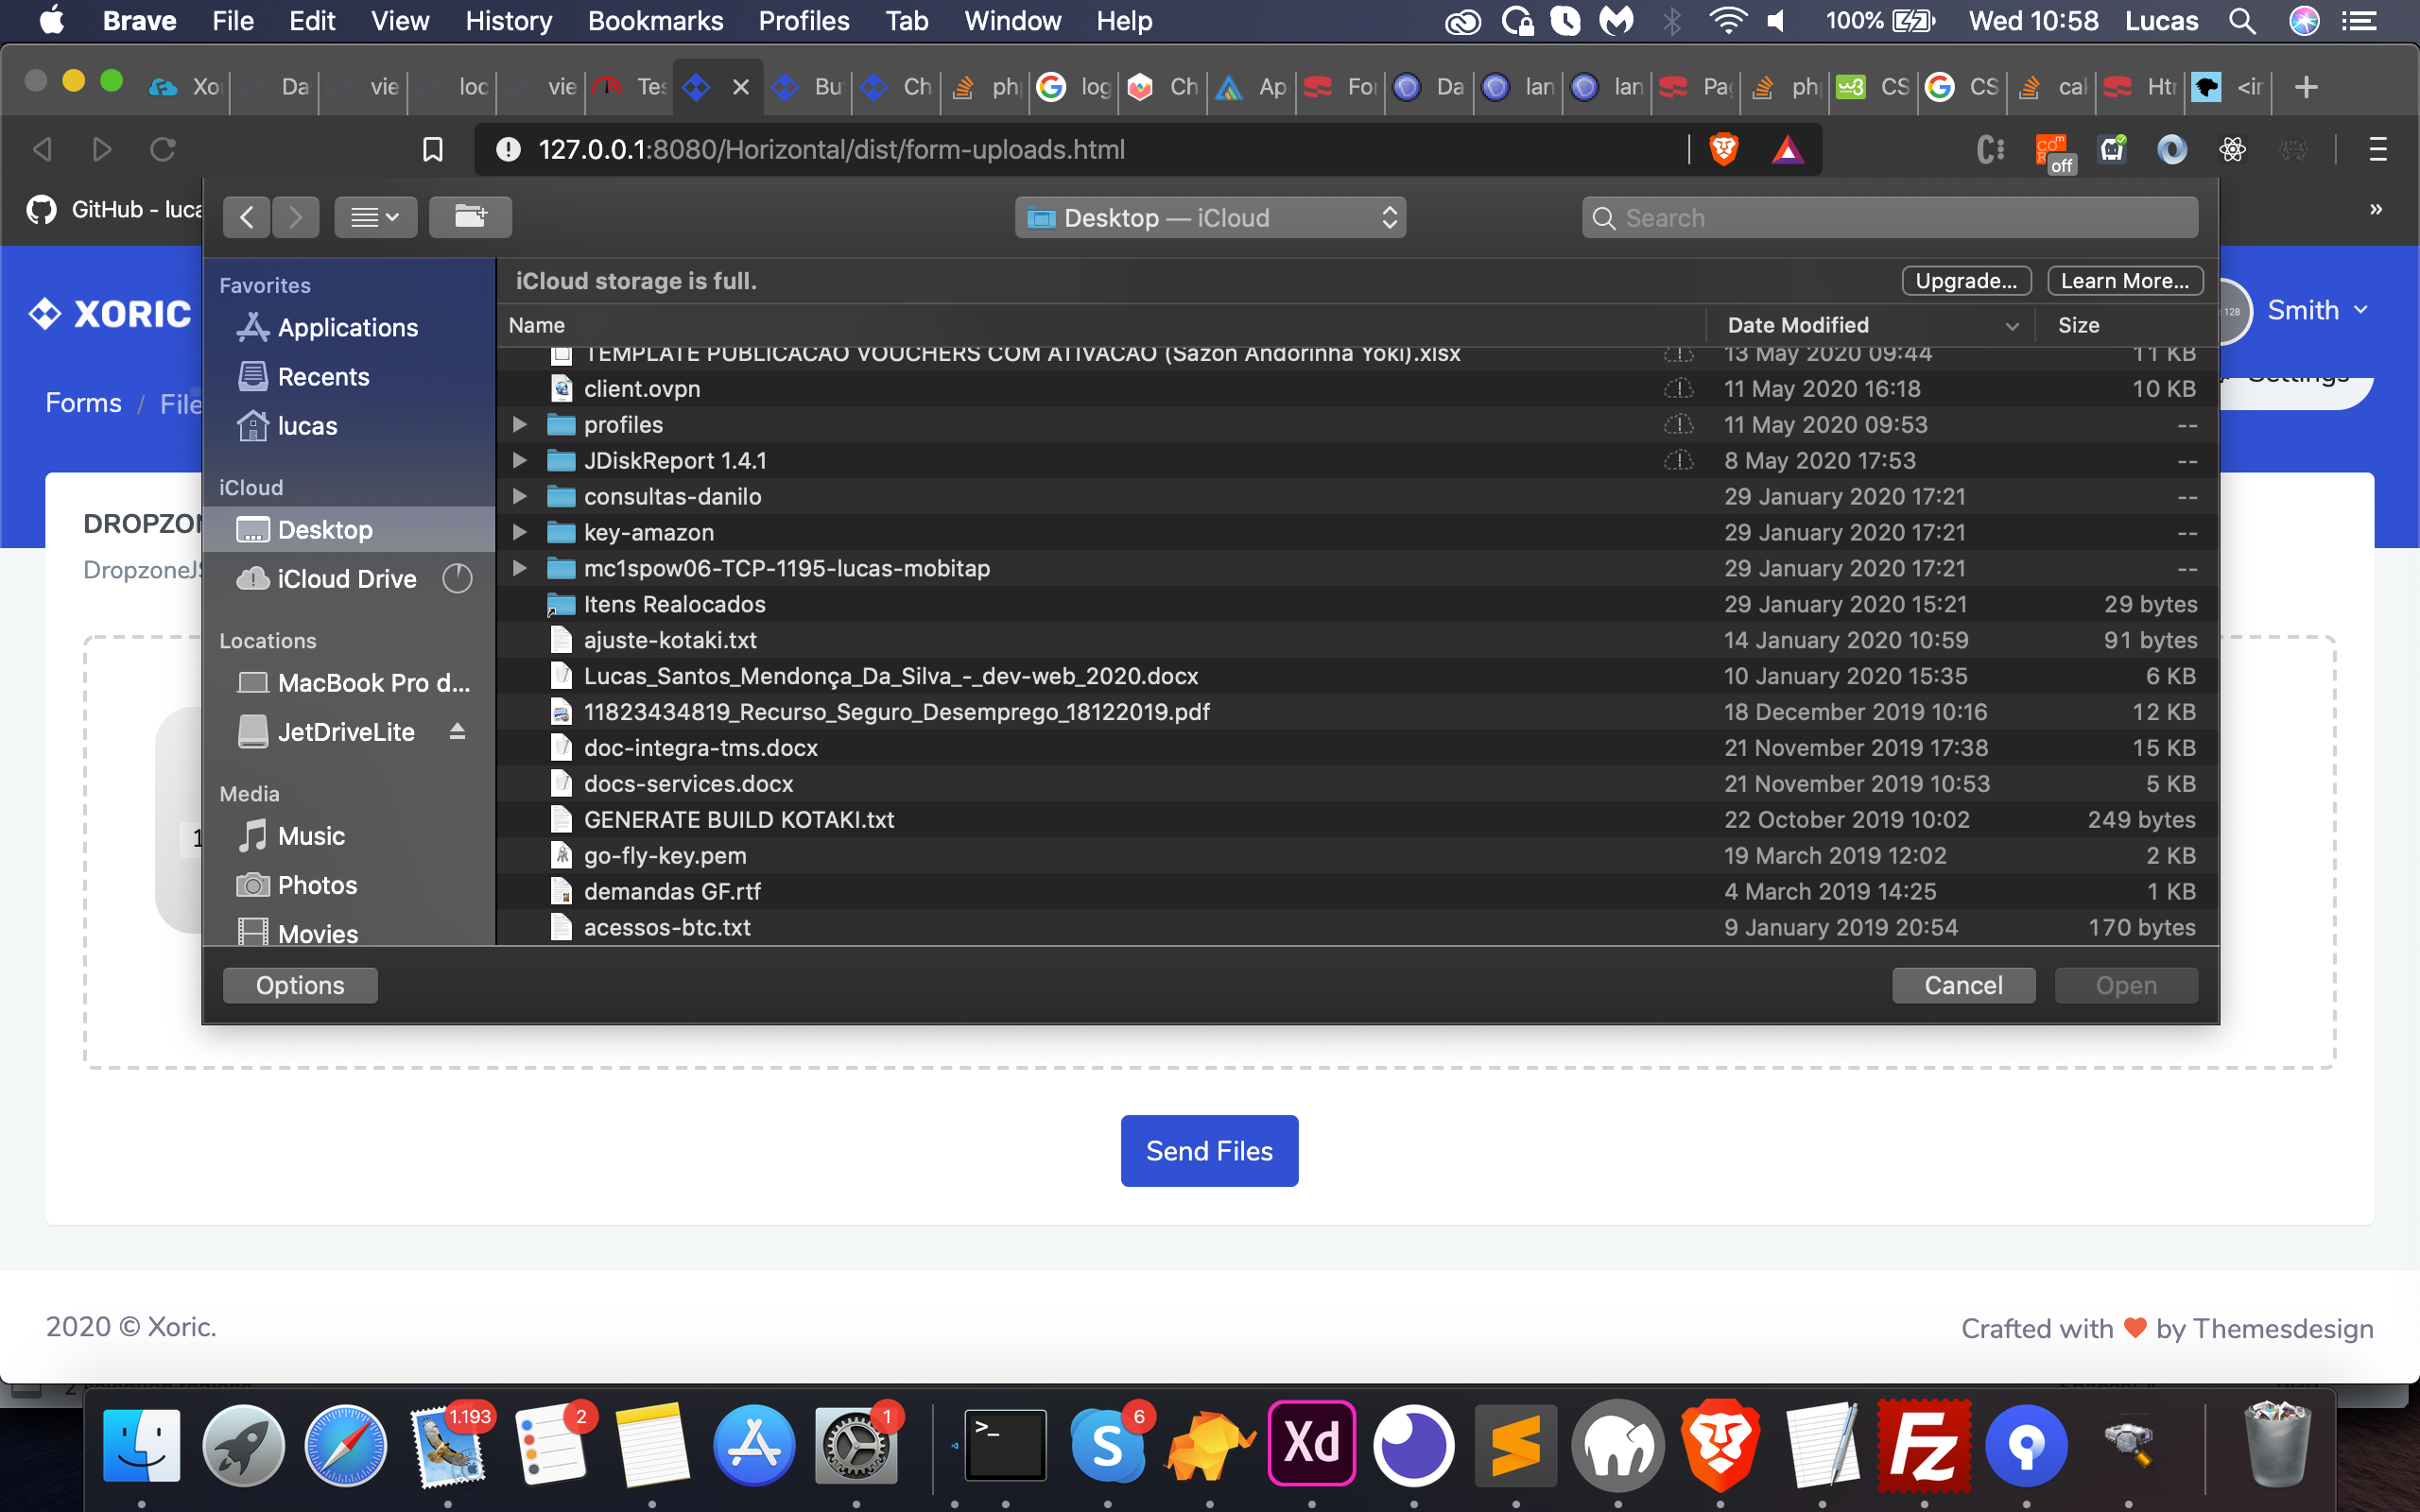 Brave File Edit View History Bookmarks Profiles Tab Window Help 100% Wed 10:58 Lucas
Xo Da vie loc vie Tes Bu Ch ph log Ch Ap Fo Da lan lan Pa ph w3 CS CS cal Ht <ir
127.0.0.1:8080/Horizontal/dist/form-uploads.html off
GitHub - luca »
Desktop — iCloud
Search
iCloud storage is full. Upgrade... Learn More...
Name Date Modified Size
Favorites
Applications
Recents
lucas
iCloud
Desktop
iCloud Drive
Locations
MacBook Pro d...
JetDriveLite
Media
Music
Photos
Movies
TEMPLATE PUBLICACAO VOUCHERS COM ATIVACAO (Sazon Andorinha Yoki).xlsx 13 May 2020 09:44 11 KB
client.ovpn 11 May 2020 16:18 10 KB
profiles 11 May 2020 09:53 --
JDiskReport 1.4.1 8 May 2020 17:53 --
consultas-danilo 29 January 2020 17:21 --
key-amazon 29 January 2020 17:21 --
mc1spow06-TCP-1195-lucas-mobitap 29 January 2020 17:21 --
Itens Realocados 29 January 2020 15:21 29 bytes
ajuste-kotaki.txt 14 January 2020 10:59 91 bytes
Lucas_Santos_Mendonça_Da_Silva_-_dev-web_2020.docx 10 January 2020 15:35 6 KB
11823434819_Recurso_Seguro_Desemprego_18122019.pdf 18 December 2019 10:16 12 KB
doc-integra-tms.docx 21 November 2019 17:38 15 KB
docs-services.docx 21 November 2019 10:53 5 KB
GENERATE BUILD KOTAKI.txt 22 October 2019 10:02 249 bytes
go-fly-key.pem 19 March 2019 12:02 2 KB
demandas GF.rtf 4 March 2019 14:25 1 KB
acessos-btc.txt 9 January 2019 20:54 170 bytes
Options Cancel Open
XORIC
128 Smith
Forms / File
Settings
DROPZON
DropzoneJS
1
Send Files
2020 © Xoric.
Crafted with ❤ by Themesdesign
1.193 2 1 >_ S 6 Xd Fz